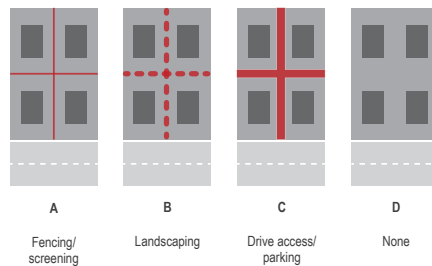 A B C D
Fencing/ Landscaping Drive access/ None
screening parking